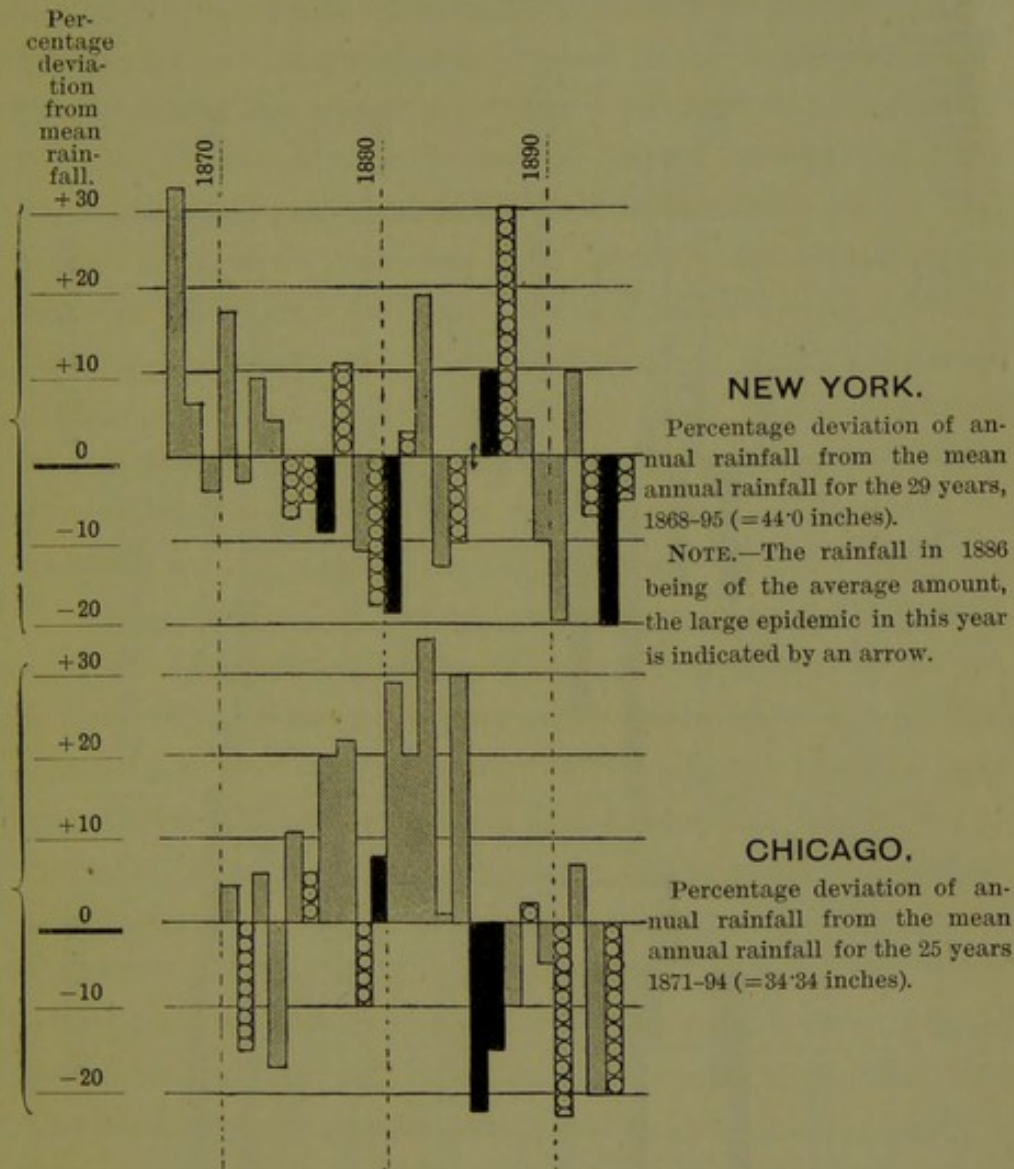 Per-
centage
devia-
tion
from
mean
rain-
fall.
1870
1880
1890
+30
+20
+10
0
−10
−20
NEW YORK.
Percentage deviation of an-
nual rainfall from the mean
annual rainfall for the 29 years,
1868–95 (=44·0 inches).
NOTE.—The rainfall in 1886
being of the average amount,
the large epidemic in this year
is indicated by an arrow.
+30
+20
+10
0
−10
−20
CHICAGO.
Percentage deviation of an-
nual rainfall from the mean
annual rainfall for the 25 years
1871–94 (=34·34 inches).